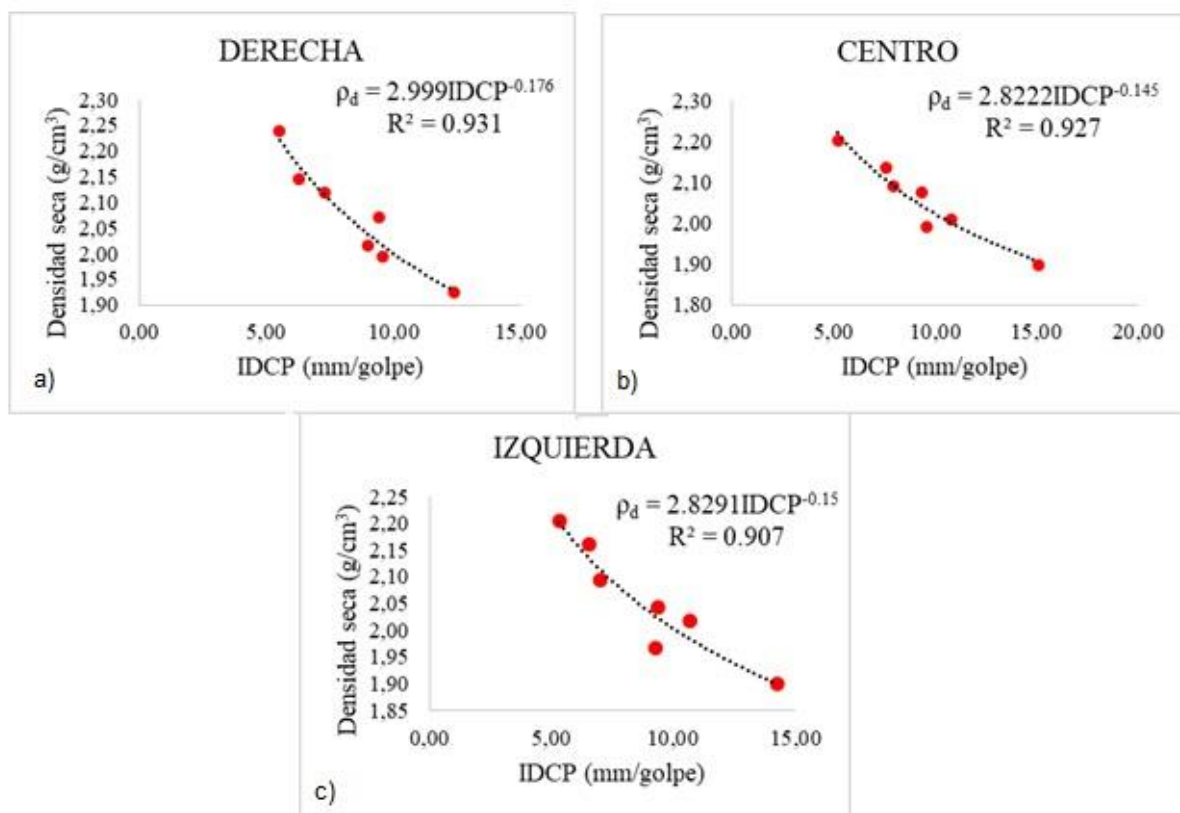 DERECHA
ρd = 2.999IDCP-0.176
R² = 0.931
Densidad seca (g/cm³)
2,30
2,25
2,20
2,15
2,10
2,05
2,00
1,95
1,90
0,00 5,00 10,00 15,00
IDCP (mm/golpe)
a)
CENTRO
ρd = 2.8222IDCP-0.145
R² = 0.927
Densidad seca (g/cm³)
2,30
2,20
2,10
2,00
1,90
1,80
0,00 5,00 10,00 15,00 20,00
IDCP (mm/golpe)
b)
IZQUIERDA
ρd = 2.8291IDCP-0.15
R² = 0.907
Densidad seca (g/cm³)
2,25
2,20
2,15
2,10
2,05
2,00
1,95
1,90
1,85
0,00 5,00 10,00 15,00
IDCP (mm/golpe)
c)